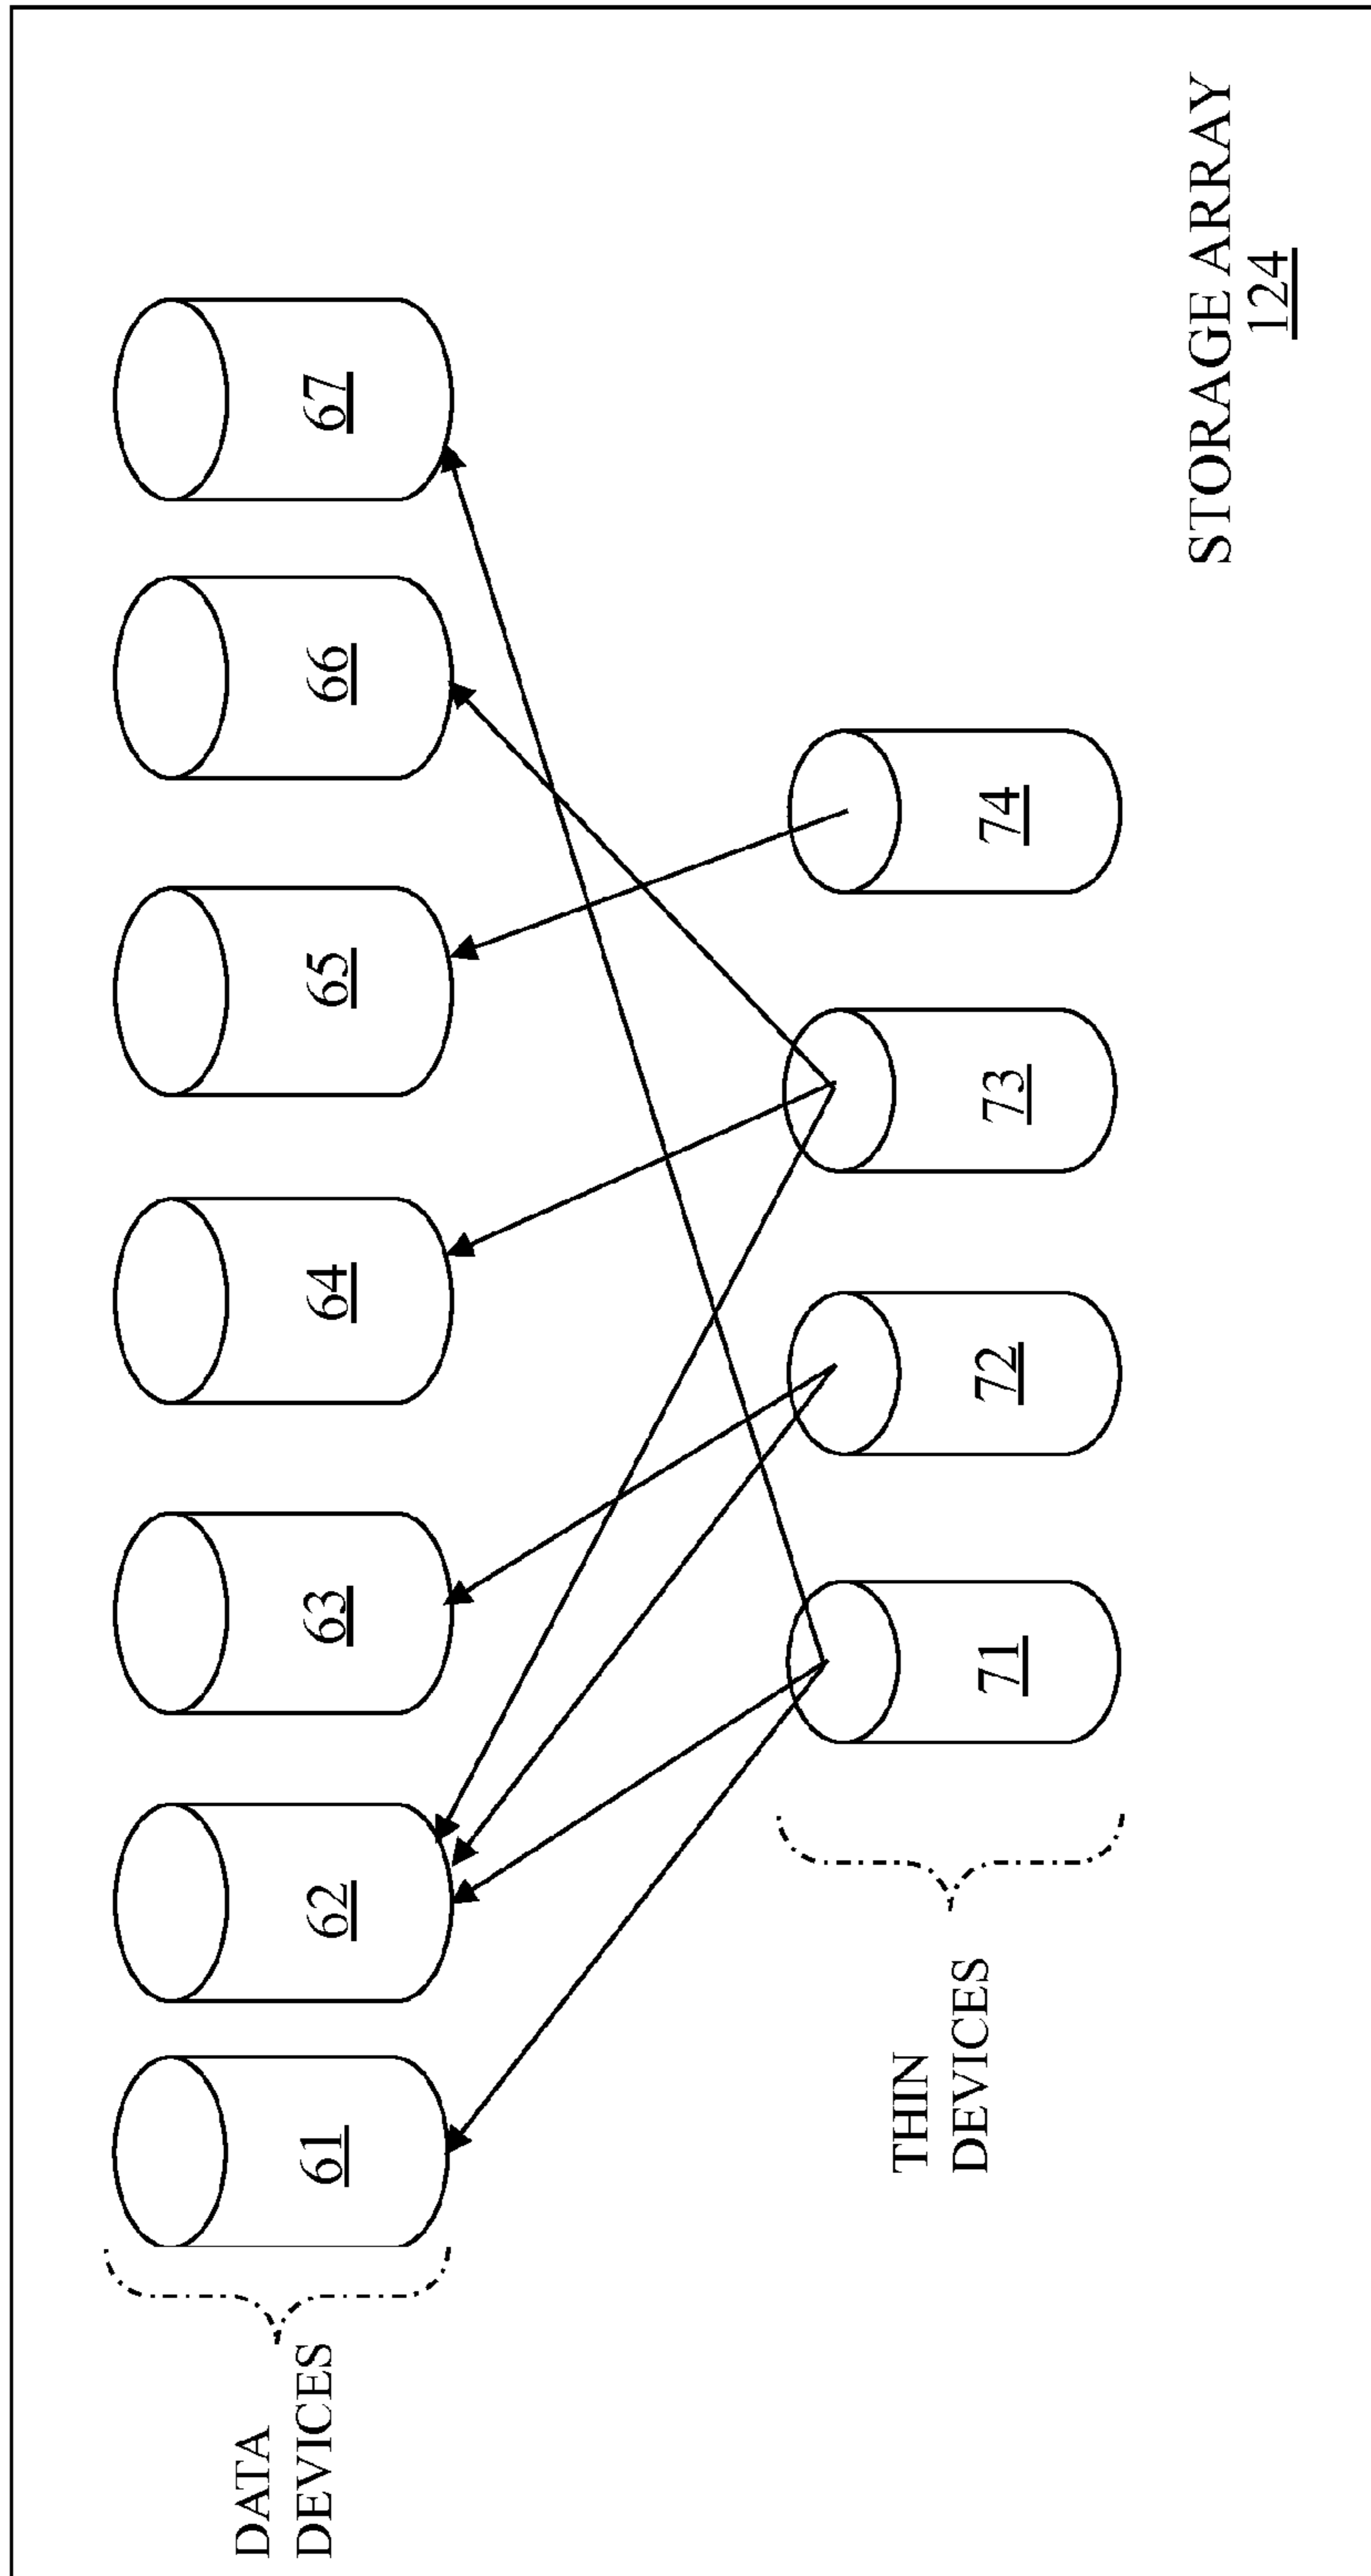 DATA
DEVICES
61
62
63
64
65
66
67
THIN
DEVICES
71
72
73
74
STORAGE ARRAY
124